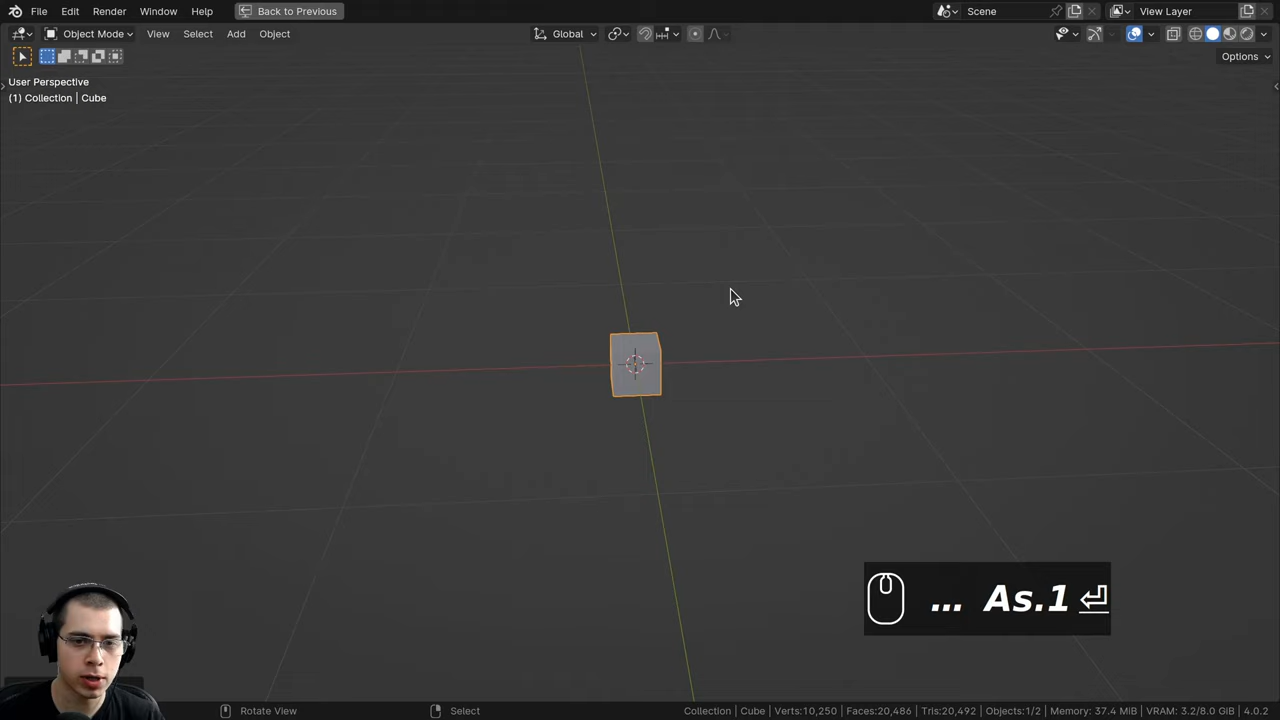 File Edit Render Window Help Back to Previous Scene View Layer
Object Mode View Select Add Object Global
Options
User Perspective
(1) Collection | Cube
... As.1
Rotate View Select Collection | Cube | Verts:10,250 | Faces:20,486 | Tris:20,492 | Objects:1/2 | Memory: 37.4 MiB | VRAM: 3.2/8.0 GiB | 4.0.2